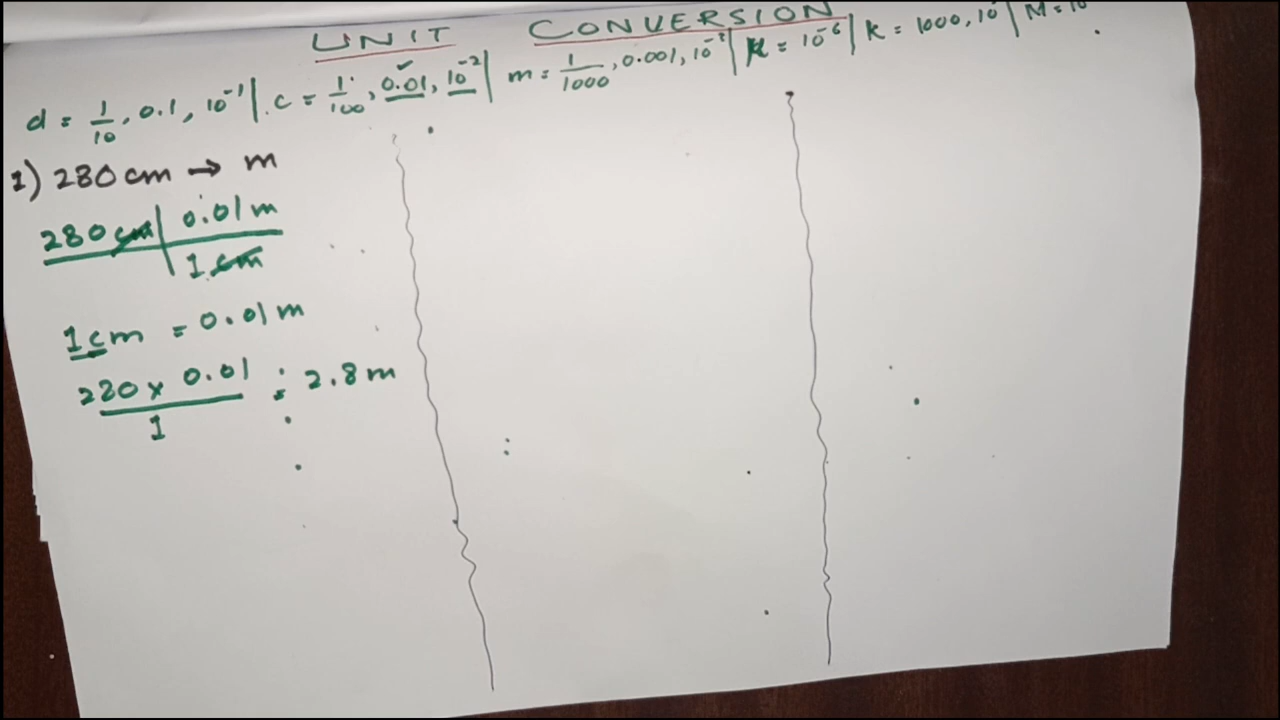 UNIT CONVERSION
d = 1/10, 0.1, 10⁻¹ | c = 1/100, 0.01, 10⁻² | m = 1/1000, 0.001, 10⁻³ | µ = 10⁻⁶ | k = 1000, 10 | M = 10
1) 280 cm → m
280 cm | 0.01 m
1 cm
1 cm = 0.01 m
280 x 0.01 = 2.8 m
1